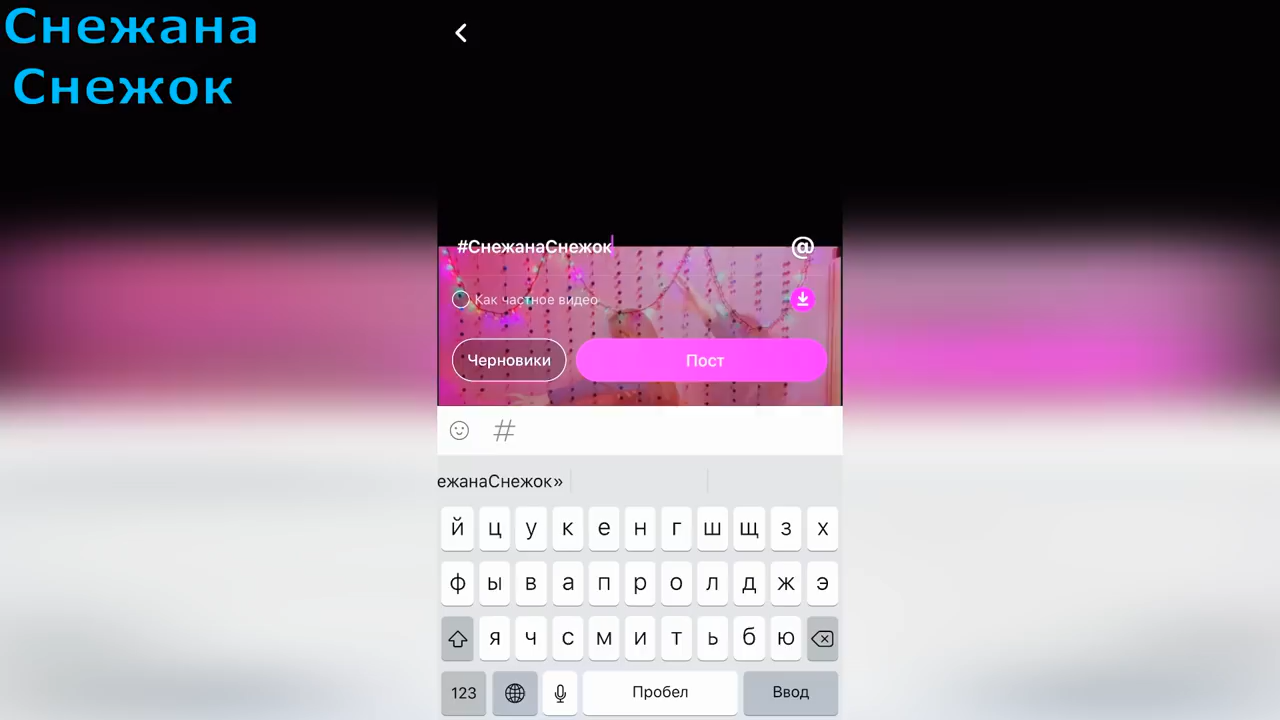 Снежана
Снежок
#СнежанаСнежок
@
Как частное видео
Черновики
Пост
#
ежанаСнежок»
й ц у к е н г ш щ з х
ф ы в а п р о л д ж э
я ч с м и т ь б ю
123
Пробел
Ввод